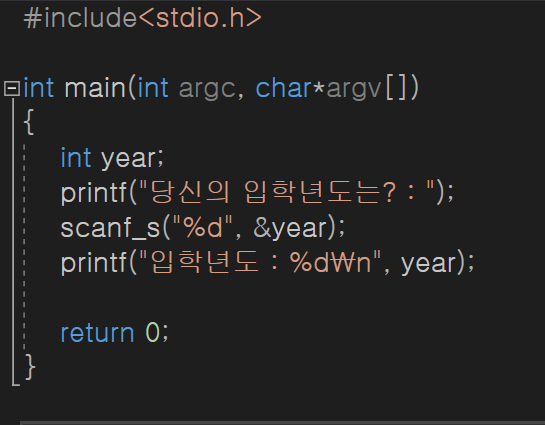 #include<stdio.h>
int main(int argc, char*argv[])
{
int year;
printf("당신의 입학년도는? : ");
scanf_s("%d", &year);
printf("입학년도 : %d₩n", year);
return 0;
}